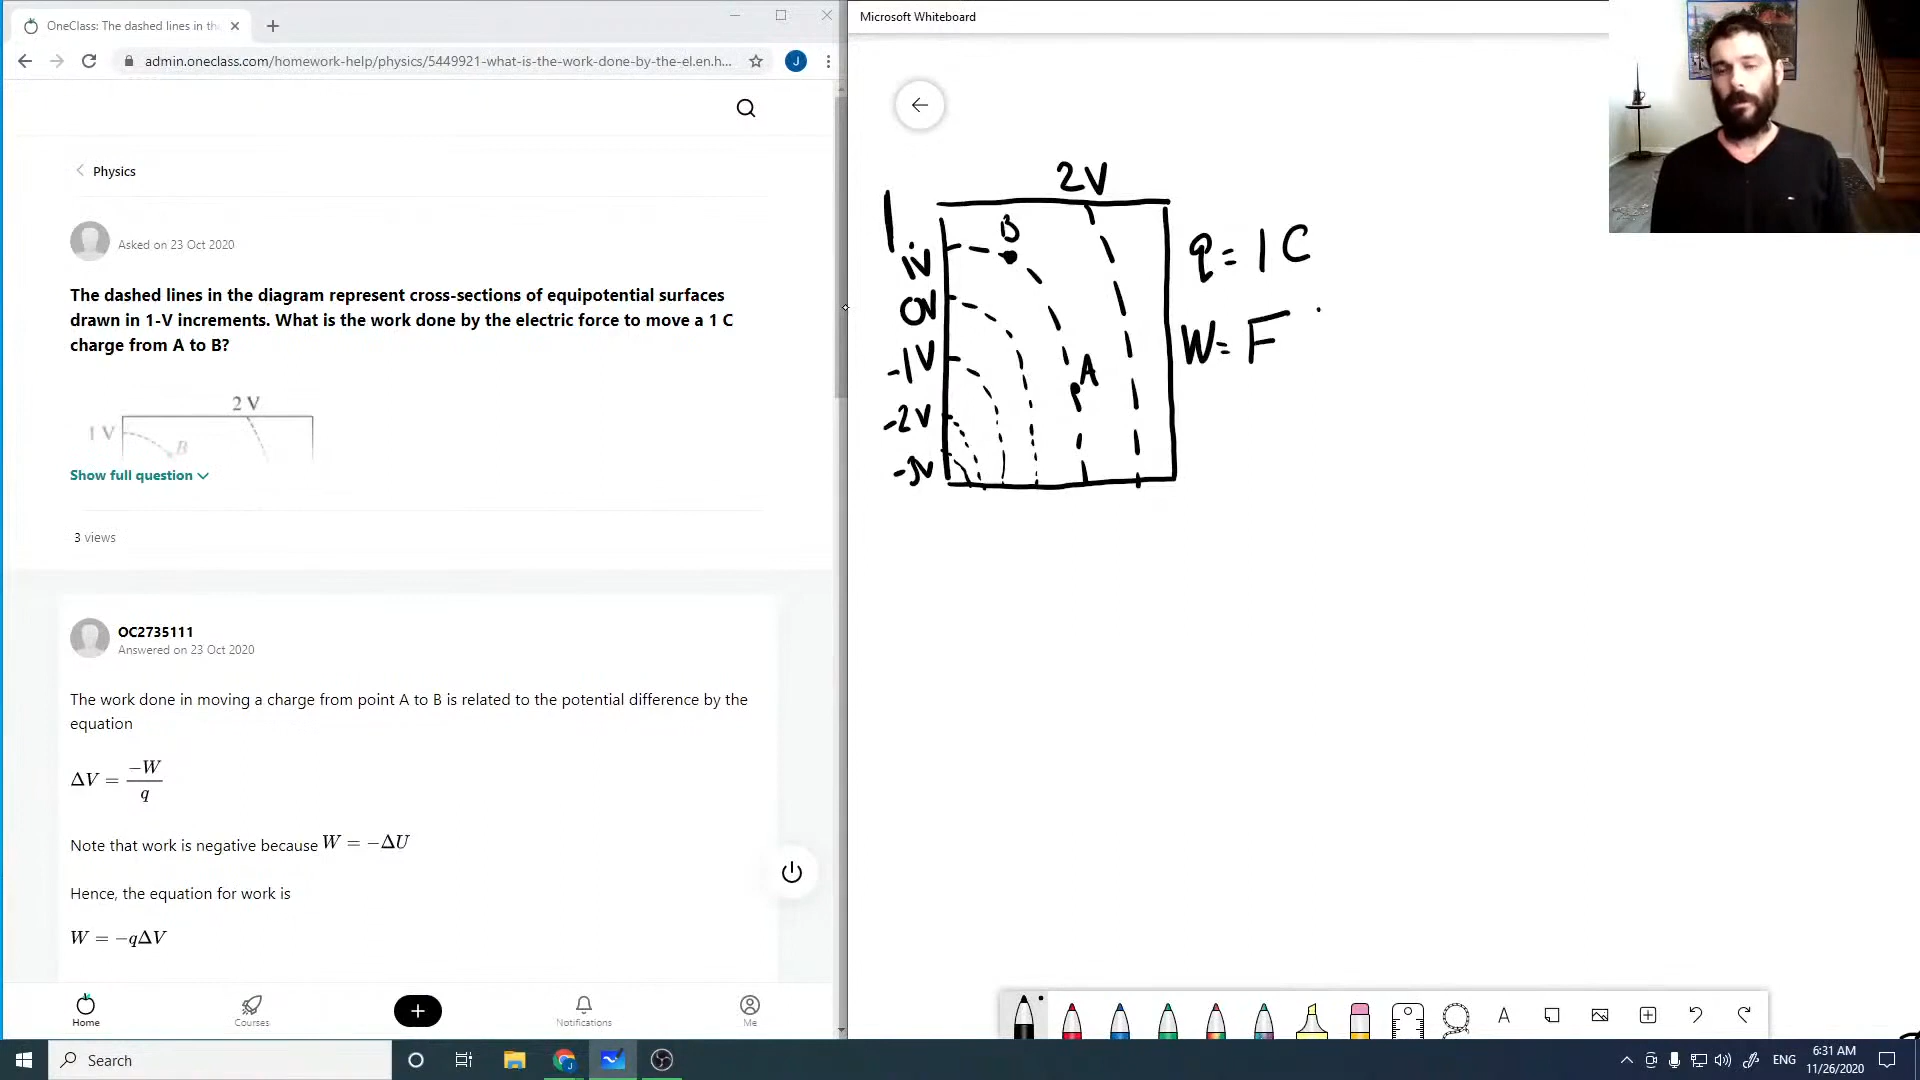 OneClass: The dashed lines in th
admin.oneclass.com/homework-help/physics/5449921-what-is-the-work-done-by-the-el.en.h...
J
Physics
Asked on 23 Oct 2020
The dashed lines in the diagram represent cross-sections of equipotential surfaces
drawn in 1-V increments. What is the work done by the electric force to move a 1 C
charge from A to B?
2 V
1 V
B
Show full question
3 views
OC2735111
Answered on 23 Oct 2020
The work done in moving a charge from point A to B is related to the potential difference by the
equation
ΔV = −W/q
Note that work is negative because W = −ΔU
Hence, the equation for work is
W = −qΔV
Home
Courses
Notifications
Me
Microsoft Whiteboard
2V
B
1V
0V
-1V
-2V
-3V
A
q = 1 C
W = F
Search
ENG
6:31 AM
11/26/2020